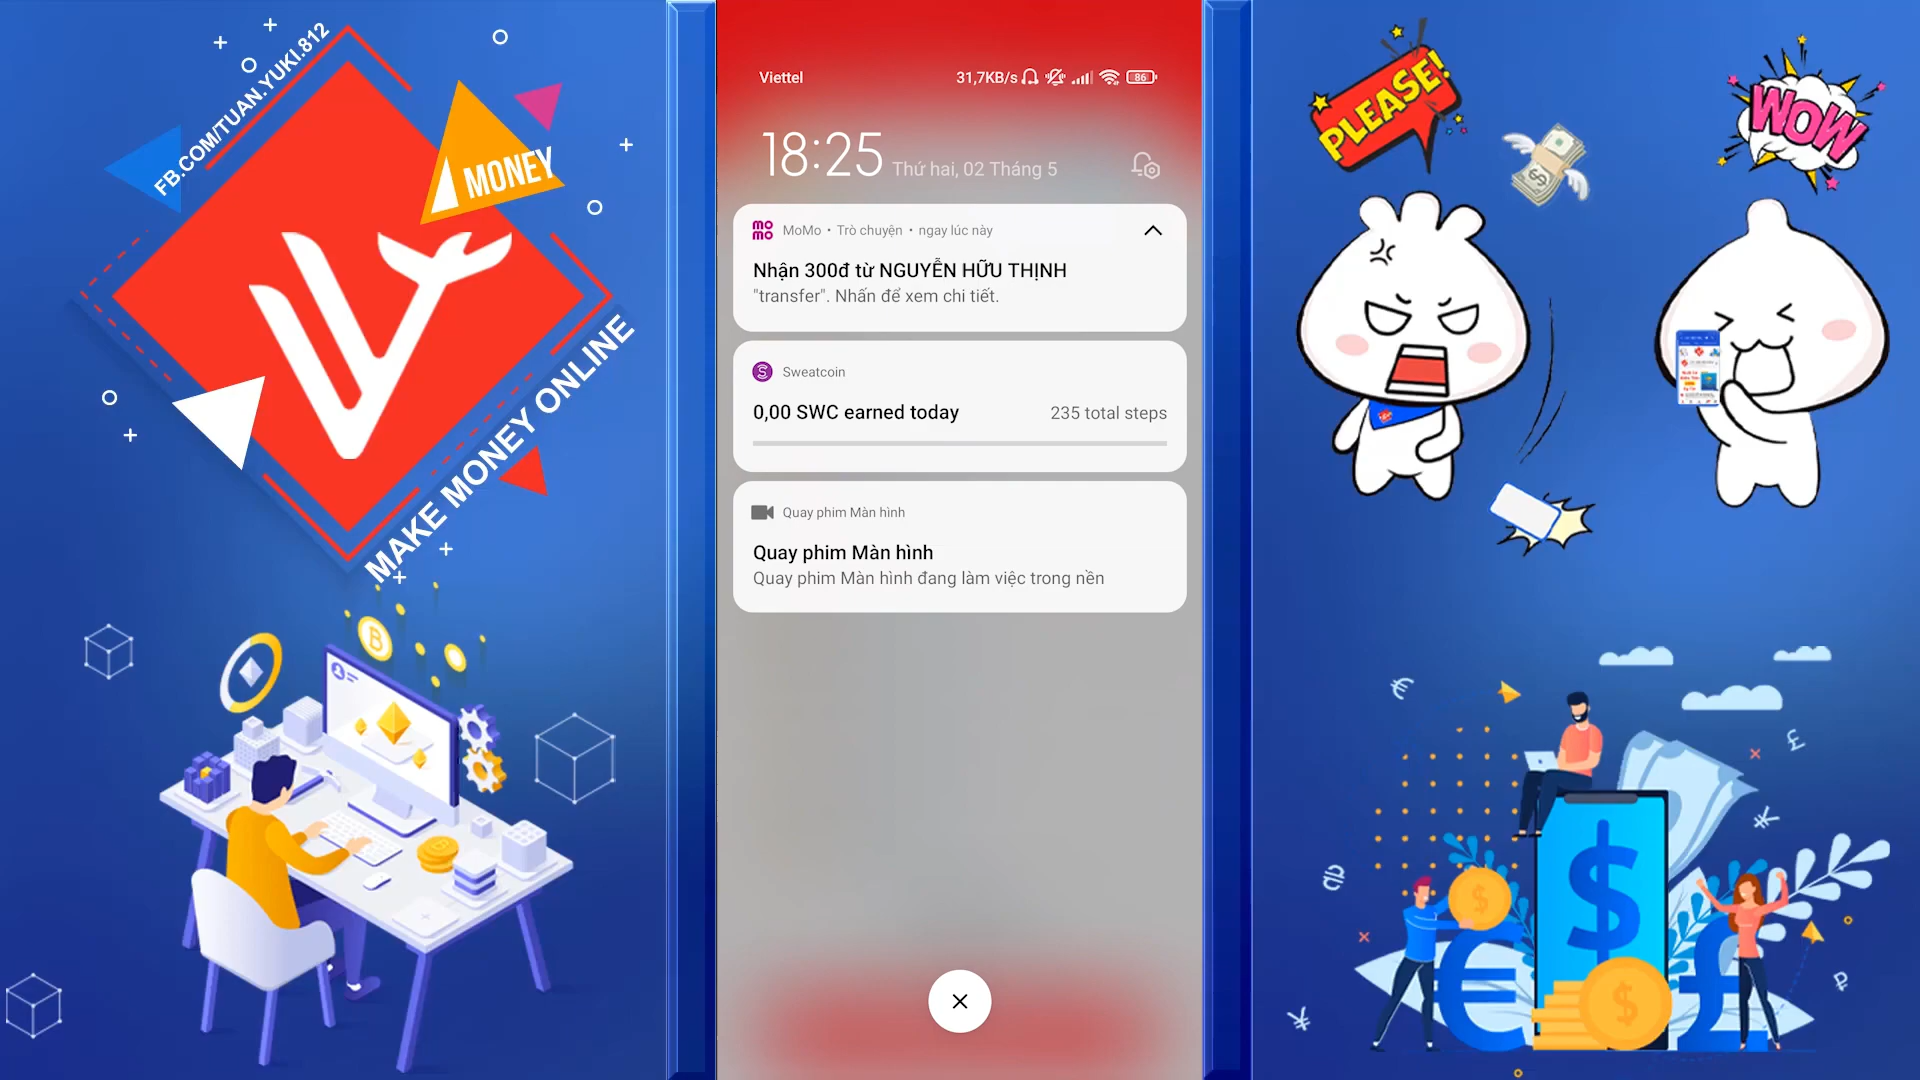 FB.COM/TUAN.YUKI.812
MONEY
MAKE MONEY ONLINE
Viettel
31,7KB/s
86
18:25 Thứ hai, 02 Tháng 5
MoMo • Trò chuyện • ngay lúc này
Nhận 300đ từ NGUYỄN HỮU THỊNH
"transfer". Nhấn để xem chi tiết.
Sweatcoin
0,00 SWC earned today
235 total steps
Quay phim Màn hình
Quay phim Màn hình
Quay phim Màn hình đang làm việc trong nền
PLEASE!
WOW